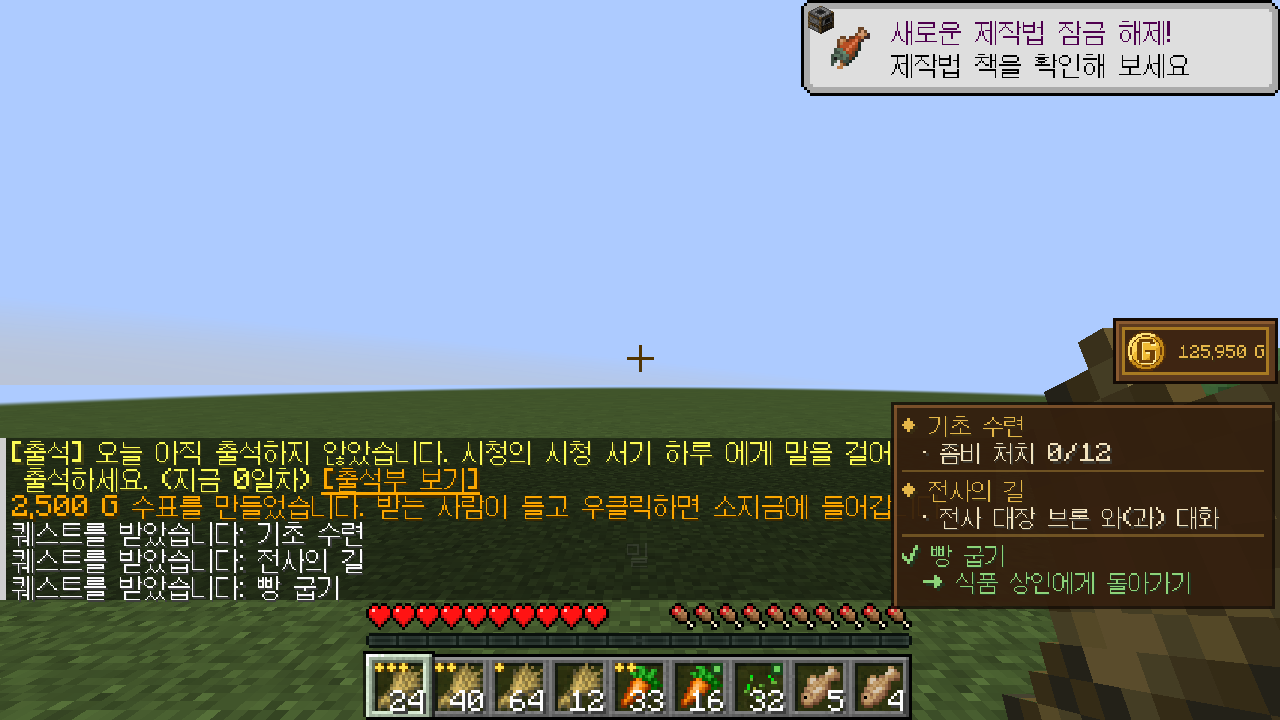 새로운 제작법 잠금 해제!
제작법 책을 확인해 보세요
125,950 G
◆ 기초 수련
· 좀비 처치 0/12
◆ 전사의 길
· 전사 대장 브론 와(과) 대화
✔ 빵 굽기
→ 식품 상인에게 돌아가기
[출석] 오늘 아직 출석하지 않았습니다. 시청의 시청 서기 하루 에게 말을 걸어
출석하세요. (지금 0일차) [출석부 보기]
2,500 G 수표를 만들었습니다. 받는 사람이 들고 우클릭하면 소지금에 들어갑
퀘스트를 받았습니다: 기초 수련
퀘스트를 받았습니다: 전사의 길
퀘스트를 받았습니다: 빵 굽기
밀
24 40 64 12 33 16 32 5 4